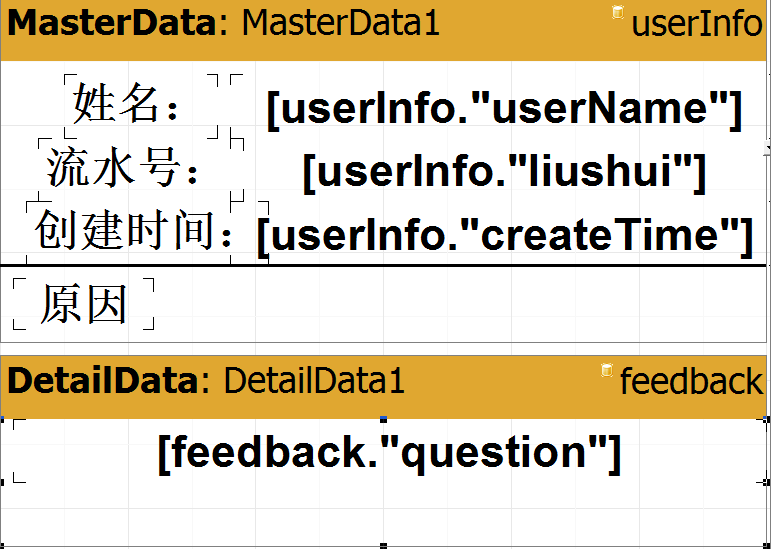 MasterData: MasterData1 userInfo
姓名： [userInfo."userName"]
流水号： [userInfo."liushui"]
创建时间： [userInfo."createTime"]
原因
DetailData: DetailData1 feedback
[feedback."question"]